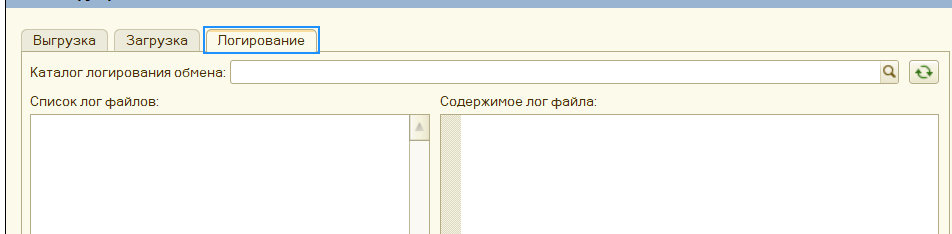 Выгрузка Загрузка Логирование
Каталог логирования обмена:
Список лог файлов: Содержимое лог файла: